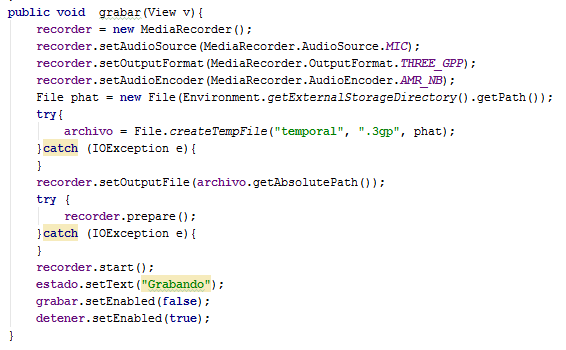 public void  grabar(View v){
    recorder = new MediaRecorder();
    recorder.setAudioSource(MediaRecorder.AudioSource.MIC);
    recorder.setOutputFormat(MediaRecorder.OutputFormat.THREE_GPP);
    recorder.setAudioEncoder(MediaRecorder.AudioEncoder.AMR_NB);
    File phat = new File(Environment.getExternalStorageDirectory().getPath());
    try{
        archivo = File.createTempFile("temporal", ".3gp", phat);
    }catch (IOException e){
    }
    recorder.setOutputFile(archivo.getAbsolutePath());
    try {
        recorder.prepare();
    }catch (IOException e){
    }
    recorder.start();
    estado.setText("Grabando");
    grabar.setEnabled(false);
    detener.setEnabled(true);
}